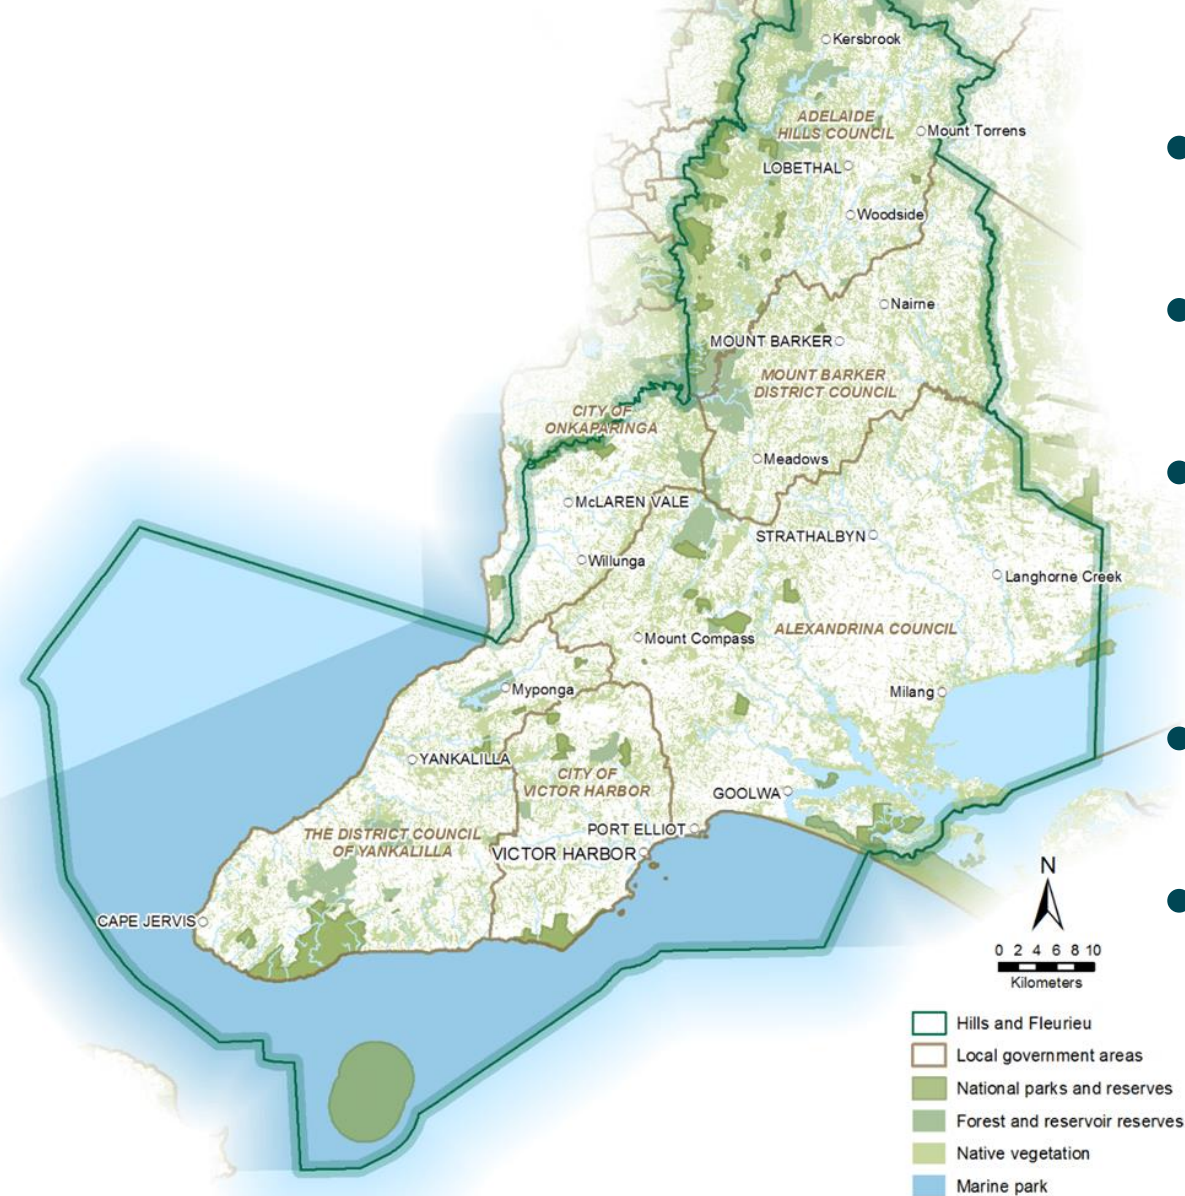 Kersbrook
ADELAIDE
HILLS COUNCIL
Mount Torrens
LOBETHAL
Woodside
Nairne
MOUNT BARKER
MOUNT BARKER
DISTRICT COUNCIL
CITY OF
ONKAPARINGA
Meadows
McLAREN VALE
STRATHALBYN
Willunga
Langhorne Creek
ALEXANDRINA COUNCIL
Mount Compass
Myponga
Milang
YANKALILLA
CITY OF
VICTOR HARBOR
GOOLWA
THE DISTRICT COUNCIL
OF YANKALILLA
PORT ELLIOT
VICTOR HARBOR
CAPE JERVIS
N
0 2 4 6 8 10
Kilometers
Hills and Fleurieu
Local government areas
National parks and reserves
Forest and reservoir reserves
Native vegetation
Marine park